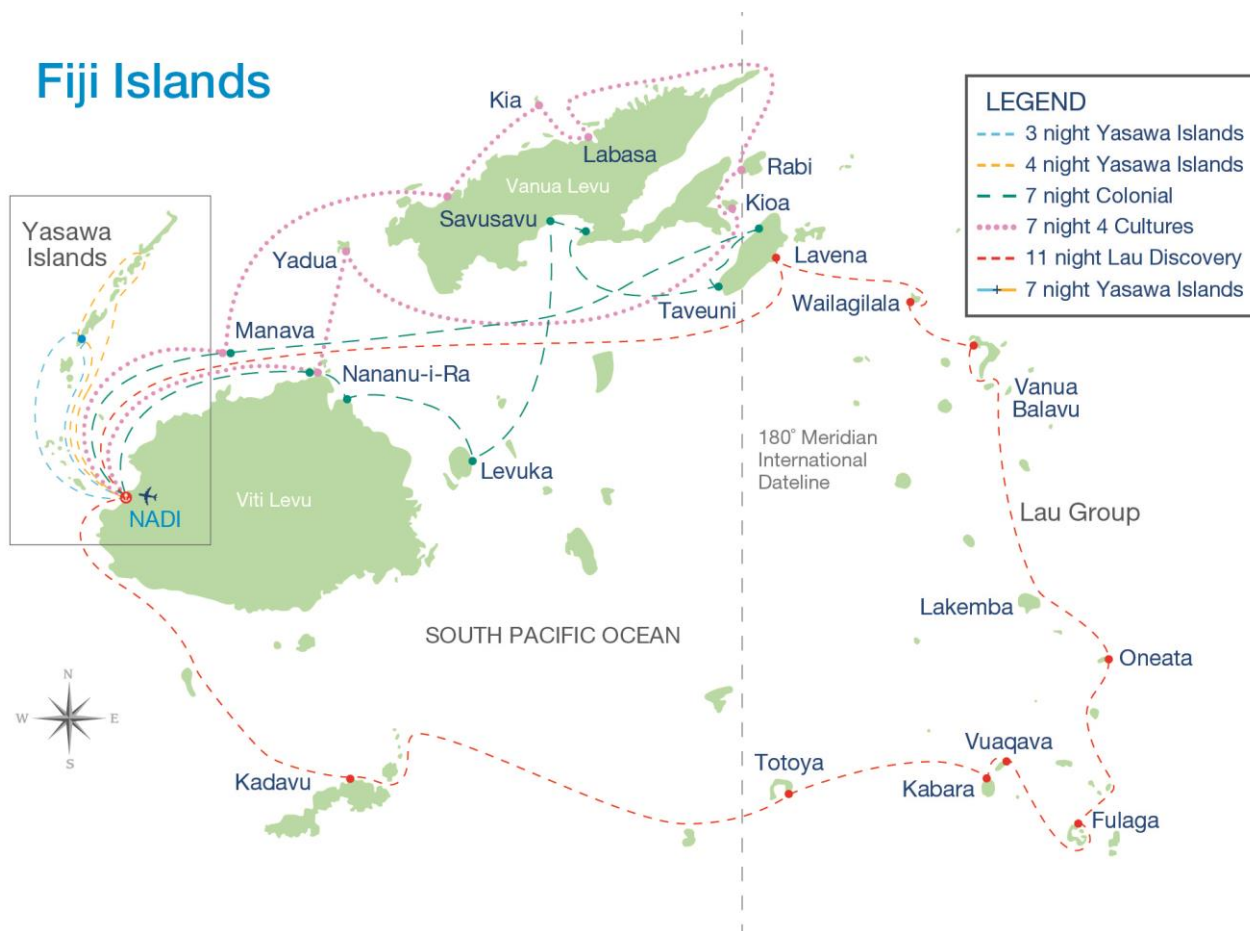 Fiji Islands
LEGEND
3 night Yasawa Islands
4 night Yasawa Islands
7 night Colonial
7 night 4 Cultures
11 night Lau Discovery
7 night Yasawa Islands
Kia
Labasa
Rabi
Vanua Levu
Kioa
Savusavu
Yasawa
Islands
Yadua
Lavena
Taveuni
Wailagilala
Manava
Nananu-i-Ra
Vanua
Balavu
180° Meridian
International
Dateline
Levuka
Viti Levu
NADI
Lau Group
Lakemba
SOUTH PACIFIC OCEAN
Oneata
N
W
E
S
Kadavu
Totoya
Vuaqava
Kabara
Fulaga